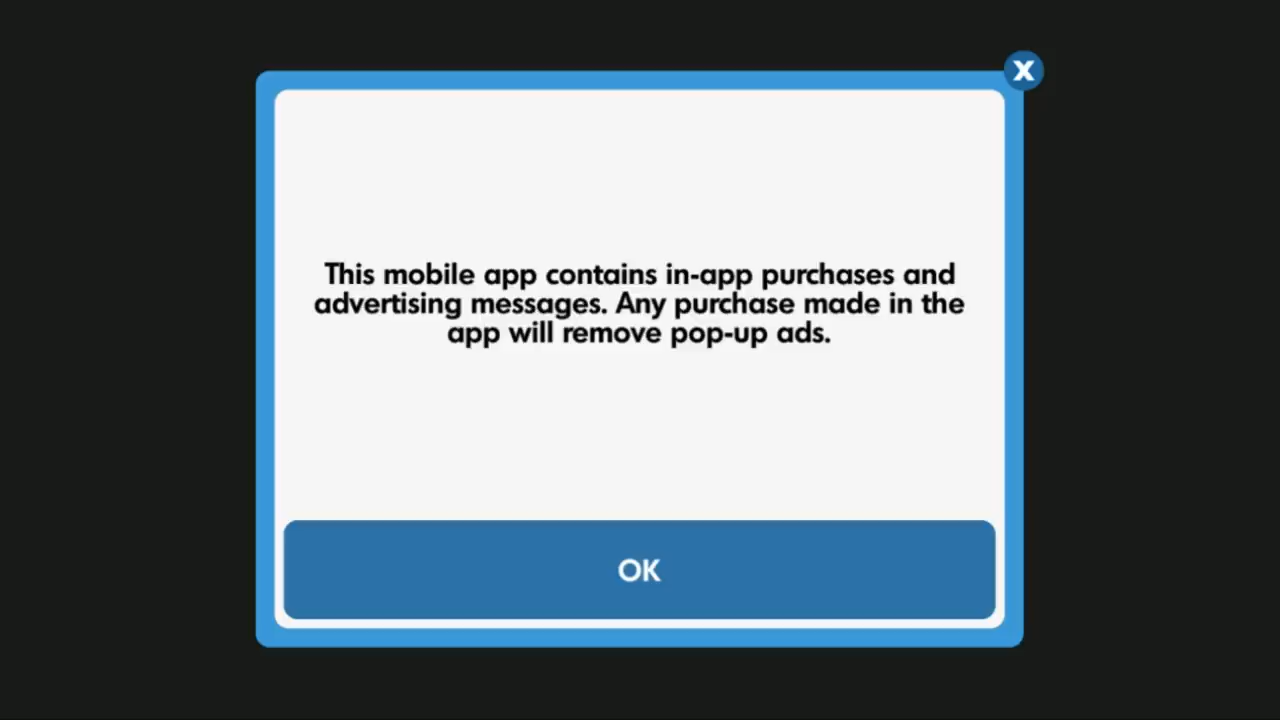 X
This mobile app contains in-app purchases and
advertising messages. Any purchase made in the
app will remove pop-up ads.
OK